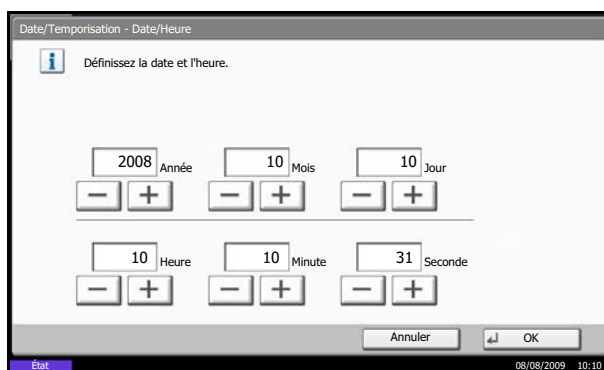 Date/Temporisation - Date/Heure
Définissez la date et l'heure.
2008 Année 10 Mois 10 Jour
10 Heure 10 Minute 31 Seconde
Annuler OK
État 08/08/2009 10:10